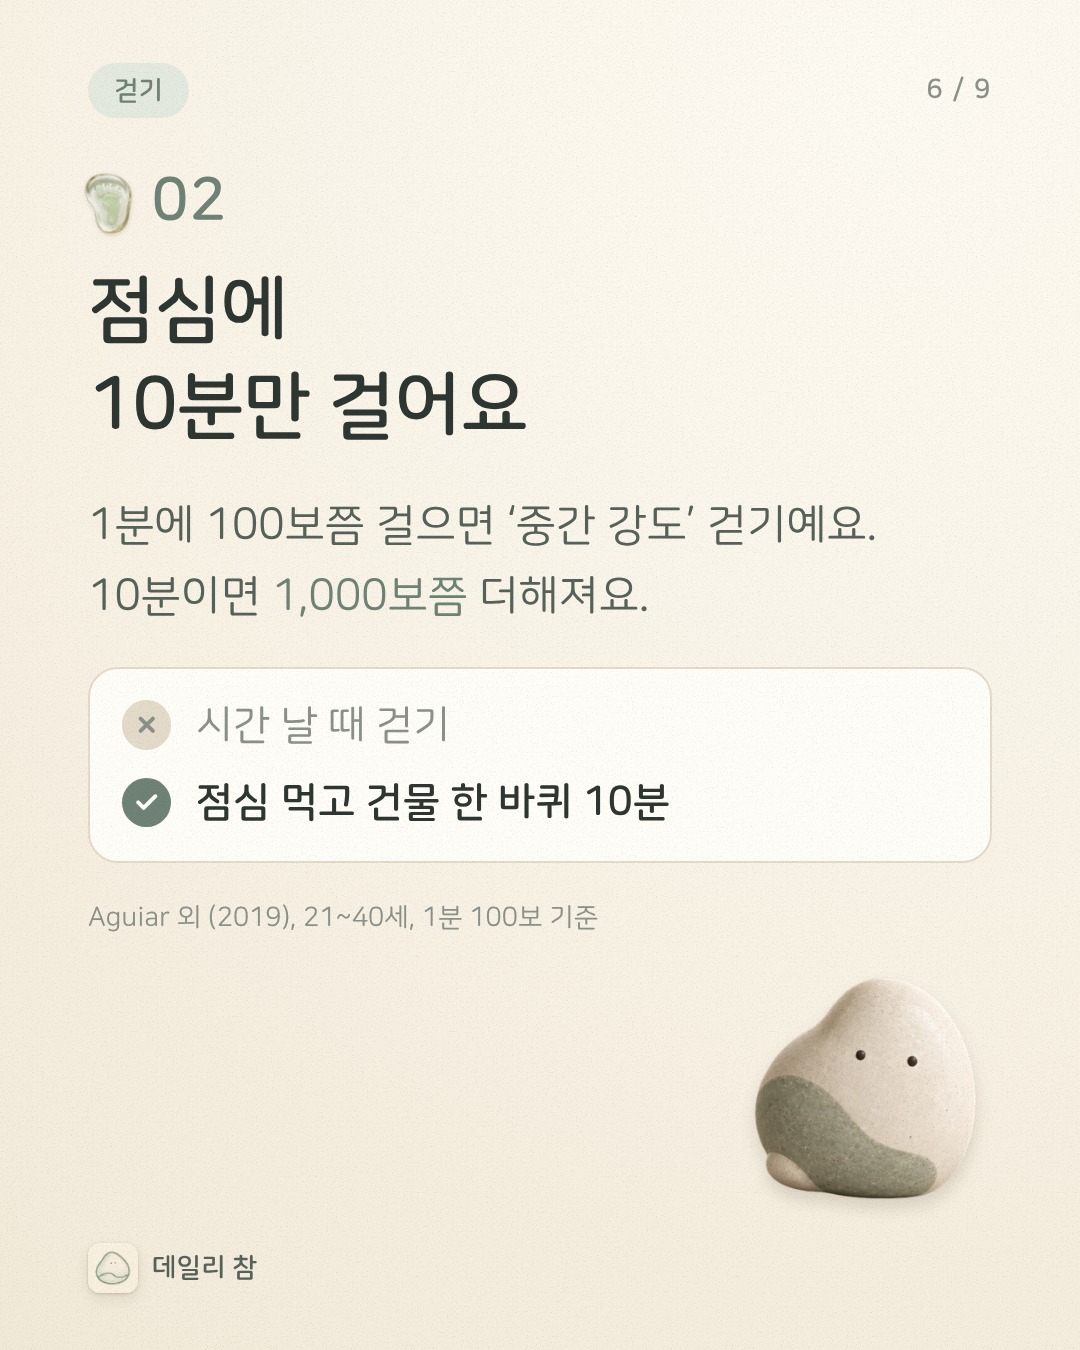 걷기
6 / 9
02
점심에
10분만 걸어요
1분에 100보쯤 걸으면 ‘중간 강도’ 걷기예요.
10분이면 1,000보쯤 더해져요.
시간 날 때 걷기
점심 먹고 건물 한 바퀴 10분
Aguiar 외 (2019), 21~40세, 1분 100보 기준
데일리 참